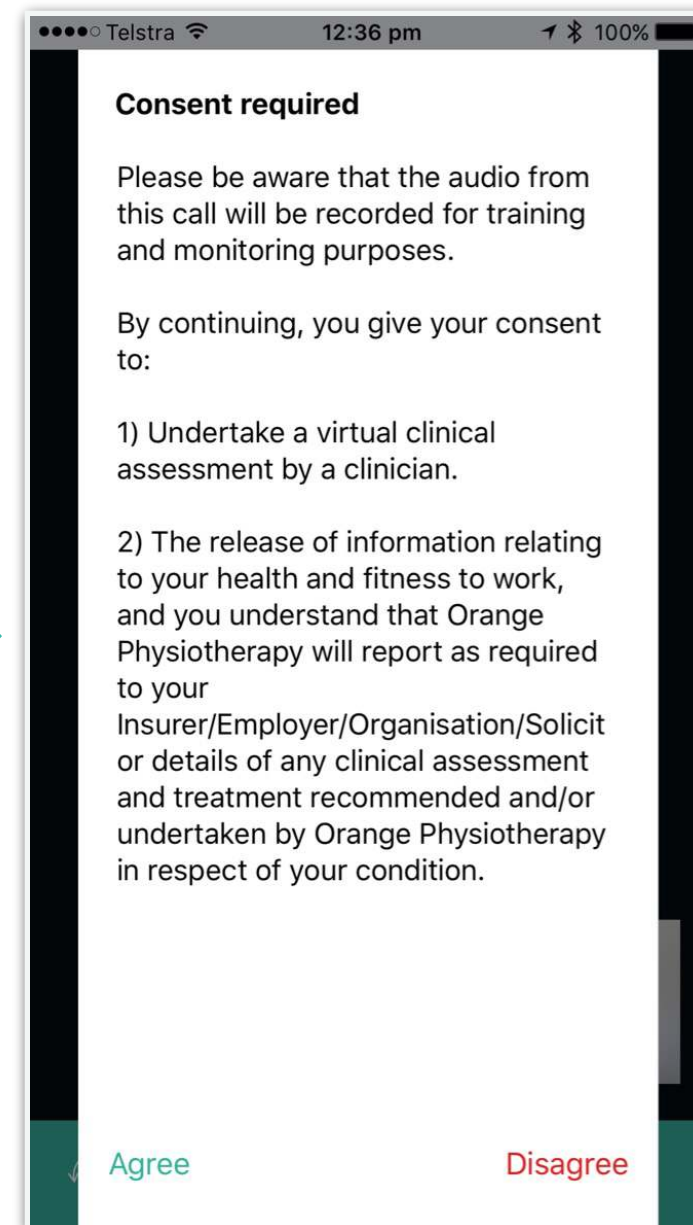 Telstra 12:36 pm 100%
Consent required
Please be aware that the audio from
this call will be recorded for training
and monitoring purposes.
By continuing, you give your consent
to:
1) Undertake a virtual clinical
assessment by a clinician.
2) The release of information relating
to your health and fitness to work,
and you understand that Orange
Physiotherapy will report as required
to your
Insurer/Employer/Organisation/Solicit
or details of any clinical assessment
and treatment recommended and/or
undertaken by Orange Physiotherapy
in respect of your condition.
Agree Disagree